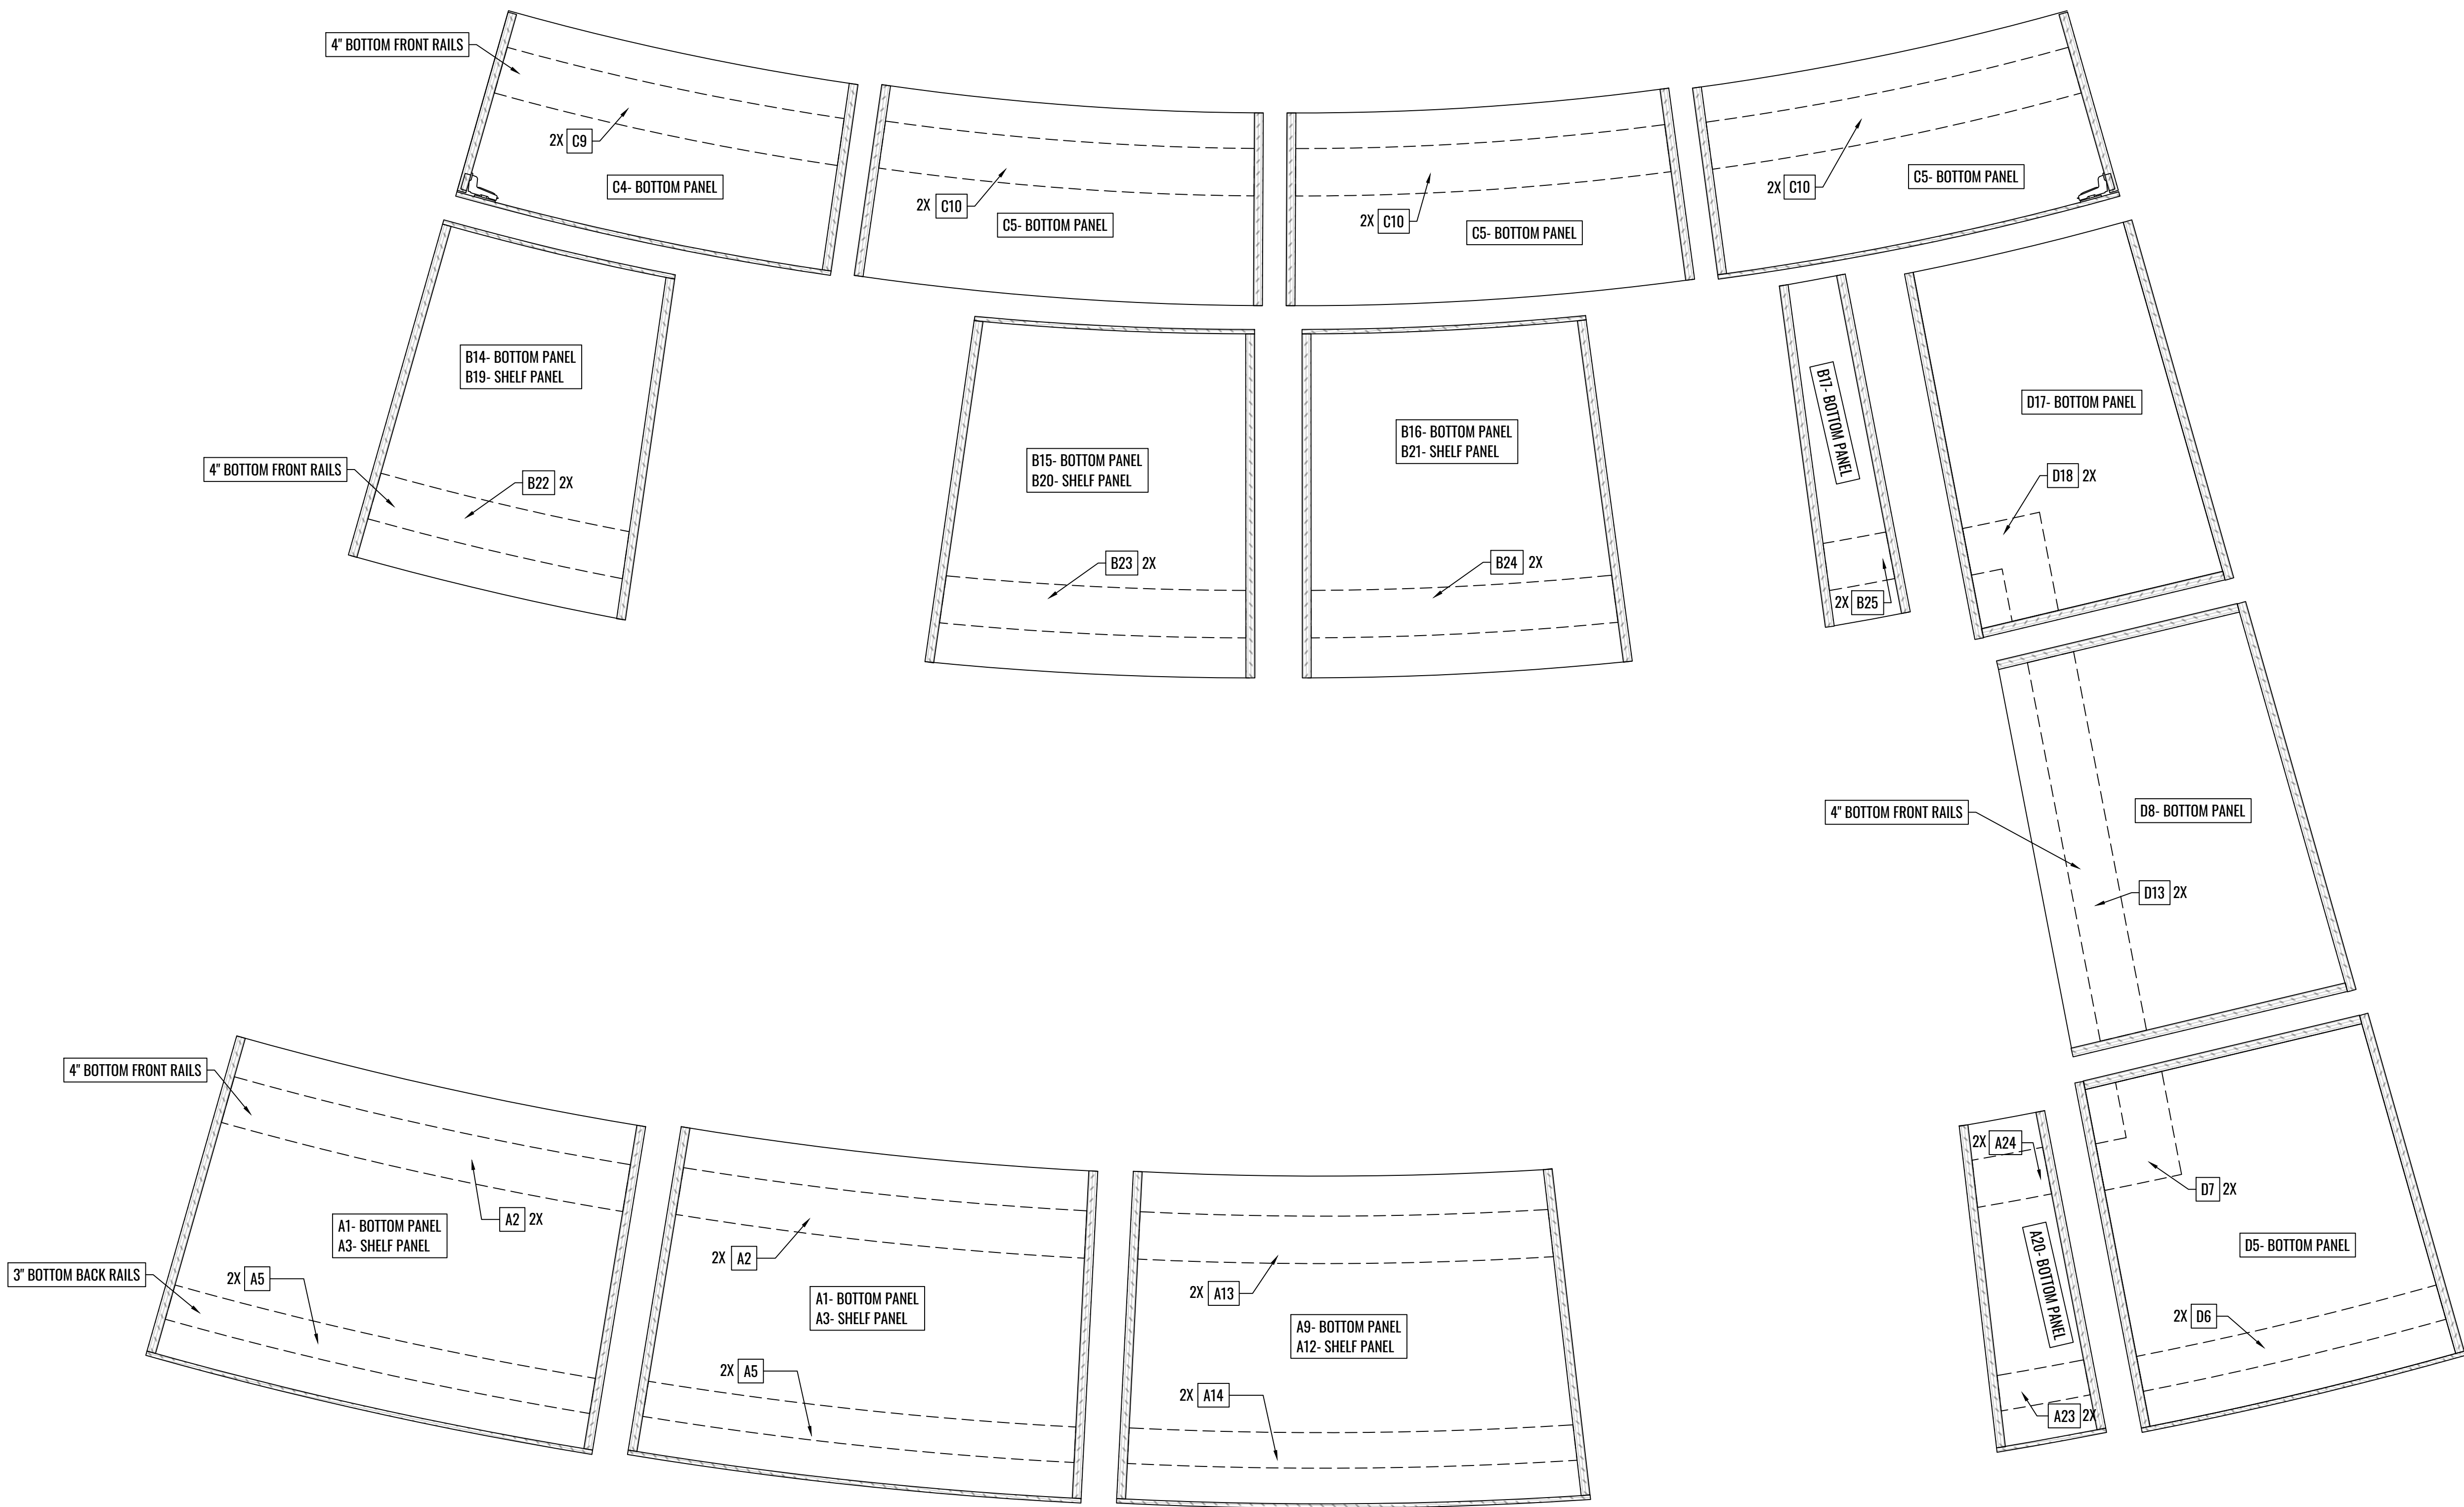 4" BOTTOM FRONT RAILS
2X C9
C4- BOTTOM PANEL
2X C10
C5- BOTTOM PANEL
2X C10
C5- BOTTOM PANEL
2X C10
C5- BOTTOM PANEL
B14- BOTTOM PANEL
B19- SHELF PANEL
4" BOTTOM FRONT RAILS
B22 2X
B15- BOTTOM PANEL
B20- SHELF PANEL
B23 2X
B16- BOTTOM PANEL
B21- SHELF PANEL
B24 2X
B17- BOTTOM PANEL
2X B25
D17- BOTTOM PANEL
D18 2X
4" BOTTOM FRONT RAILS
D8- BOTTOM PANEL
D13 2X
4" BOTTOM FRONT RAILS
A2 2X
A1- BOTTOM PANEL
A3- SHELF PANEL
3" BOTTOM BACK RAILS
2X A5
2X A2
A1- BOTTOM PANEL
A3- SHELF PANEL
2X A5
2X A13
A9- BOTTOM PANEL
A12- SHELF PANEL
2X A14
2X A24
A20- BOTTOM PANEL
A23 2X
D7 2X
D5- BOTTOM PANEL
2X D6